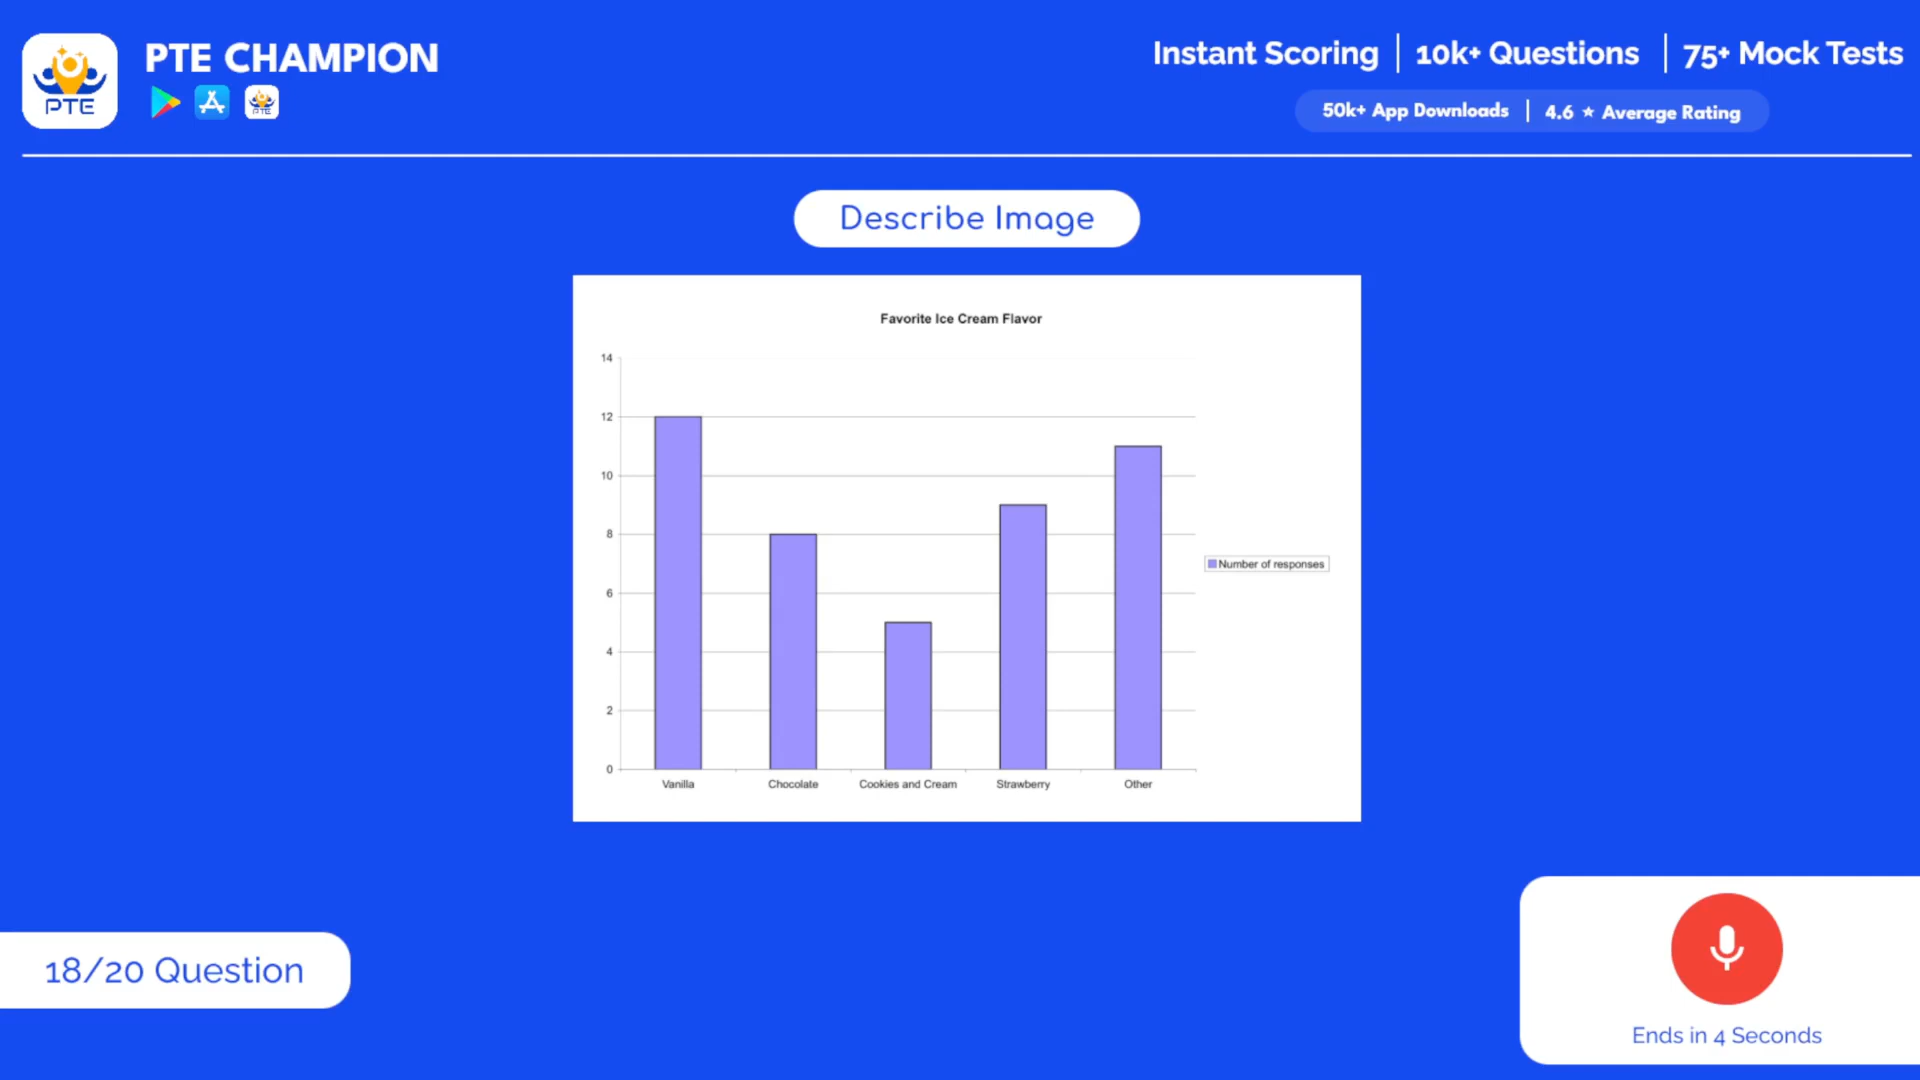 PTE CHAMPION
PTE
PTE
Instant Scoring | 10k+ Questions | 75+ Mock Tests
50k+ App Downloads | 4.6 ★ Average Rating
Describe Image
Favorite Ice Cream Flavor
14
12
10
8
6
4
2
0
Vanilla Chocolate Cookies and Cream Strawberry Other
Number of responses
18/20 Question
Ends in 4 Seconds